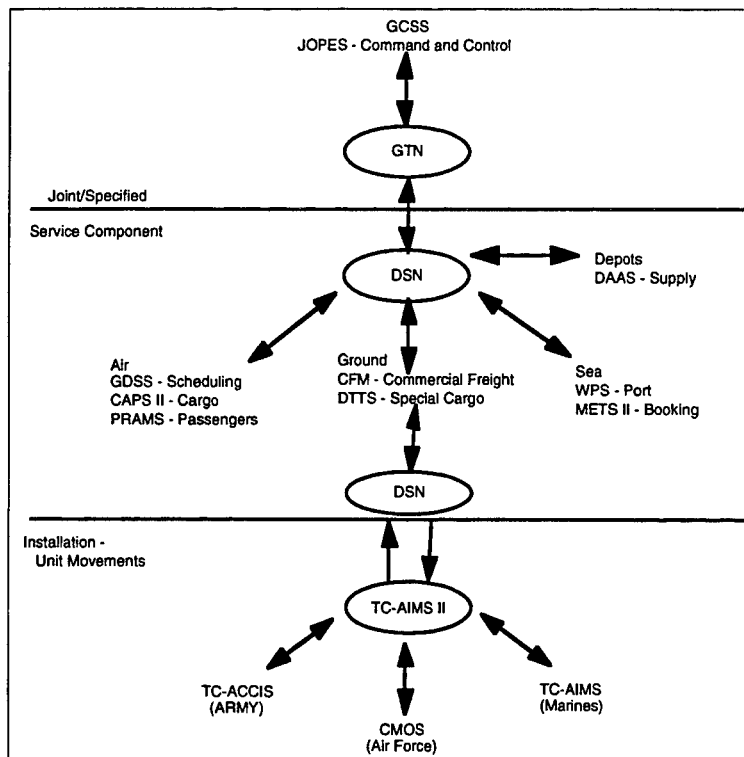 GCSS
JOPES - Command and Control
GTN
Joint/Specified
Service Component
DSN
Depots
DAAS - Supply
Air
GDSS - Scheduling
CAPS II - Cargo
PRAMS - Passengers
Ground
CFM - Commercial Freight
DTTS - Special Cargo
Sea
WPS - Port
METS II - Booking
DSN
Installation -
Unit Movements
TC-AIMS II
TC-ACCIS
(ARMY)
CMOS
(Air Force)
TC-AIMS
(Marines)